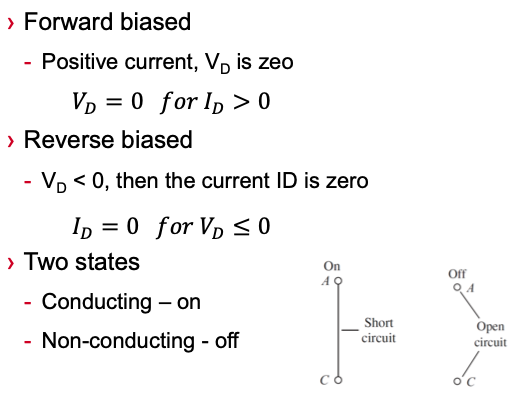 › Forward biased
- Positive current, V_D is zeo
V_D = 0 for I_D > 0
› Reverse biased
- V_D < 0, then the current ID is zero
I_D = 0 for V_D ≤ 0
› Two states
- Conducting – on
- Non-conducting - off
On
A
Short
circuit
C
Off
A
Open
circuit
C